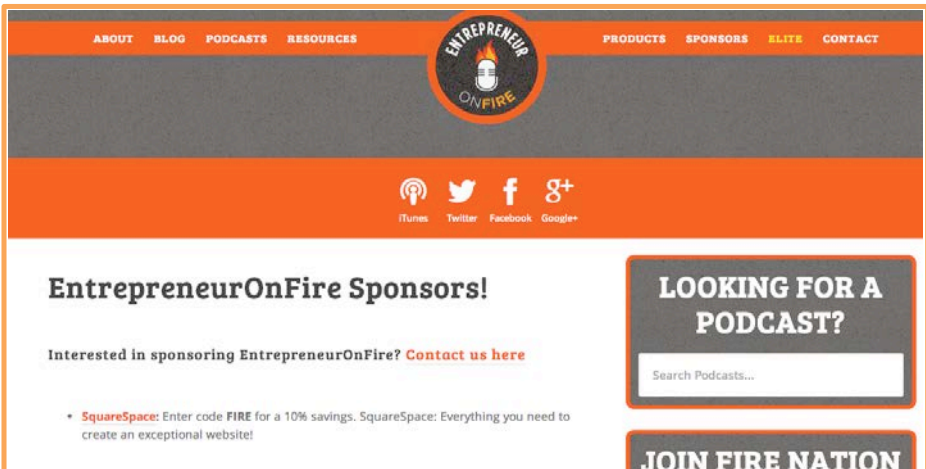 ABOUT BLOG PODCASTS RESOURCES
ENTREPRENEUR
ONFIRE
PRODUCTS SPONSORS ELITE CONTACT
iTunes Twitter Facebook Google+
EntrepreneurOnFire Sponsors!
Interested in sponsoring EntrepreneurOnFire? Contact us here
• SquareSpace: Enter code FIRE for a 10% savings. SquareSpace: Everything you need to
create an exceptional website!
LOOKING FOR A
PODCAST?
Search Podcasts...
JOIN FIRE NATION